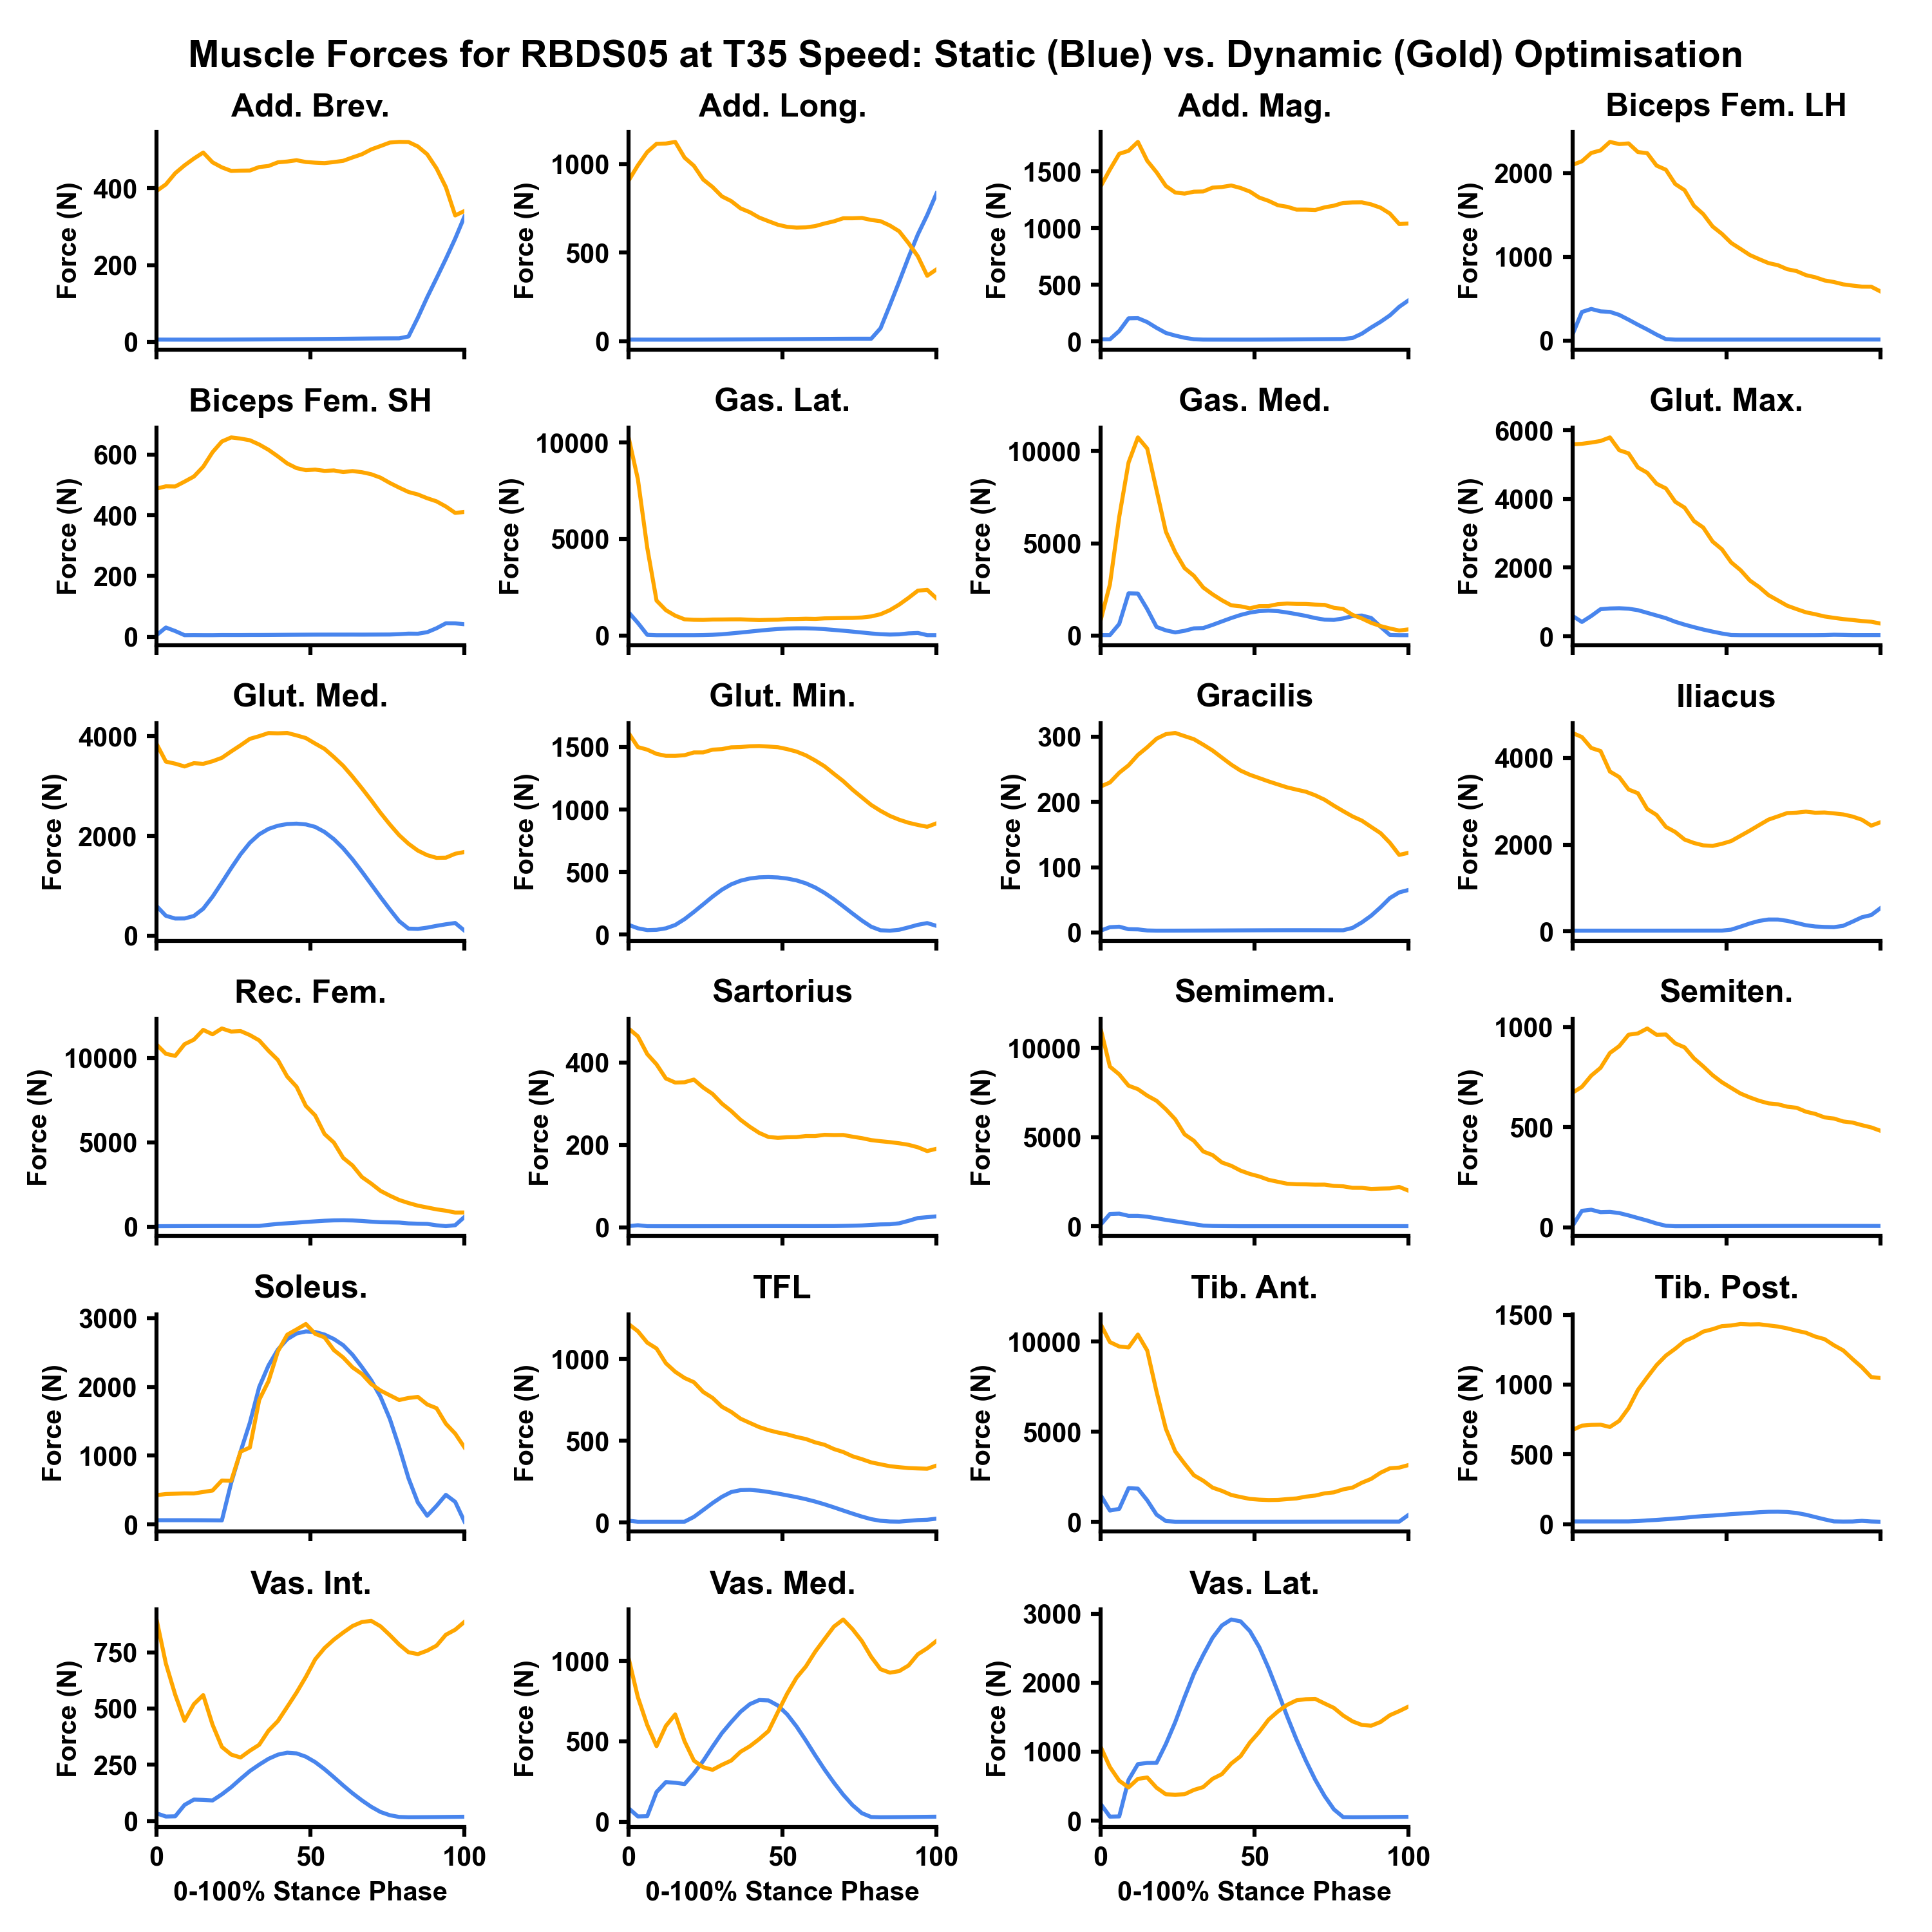 Muscle Forces for RBDS05 at T35 Speed: Static (Blue) vs. Dynamic (Gold) Optimisation
Add. Brev.
Force (N)
400
200
0
Add. Long.
Force (N)
1000
500
0
Add. Mag.
Force (N)
1500
1000
500
0
Biceps Fem. LH
Force (N)
2000
1000
0
Biceps Fem. SH
Force (N)
600
400
200
0
Gas. Lat.
Force (N)
10000
5000
0
Gas. Med.
Force (N)
10000
5000
0
Glut. Max.
Force (N)
6000
4000
2000
0
Glut. Med.
Force (N)
4000
2000
0
Glut. Min.
Force (N)
1500
1000
500
0
Gracilis
Force (N)
300
200
100
0
Iliacus
Force (N)
4000
2000
0
Rec. Fem.
Force (N)
10000
5000
0
Sartorius
Force (N)
400
200
0
Semimem.
Force (N)
10000
5000
0
Semiten.
Force (N)
1000
500
0
Soleus.
Force (N)
3000
2000
1000
0
TFL
Force (N)
1000
500
0
Tib. Ant.
Force (N)
10000
5000
0
Tib. Post.
Force (N)
1500
1000
500
0
Vas. Int.
Force (N)
750
500
250
0
0 50 100
0-100% Stance Phase
Vas. Med.
Force (N)
1000
500
0
0 50 100
0-100% Stance Phase
Vas. Lat.
Force (N)
3000
2000
1000
0
0 50 100
0-100% Stance Phase